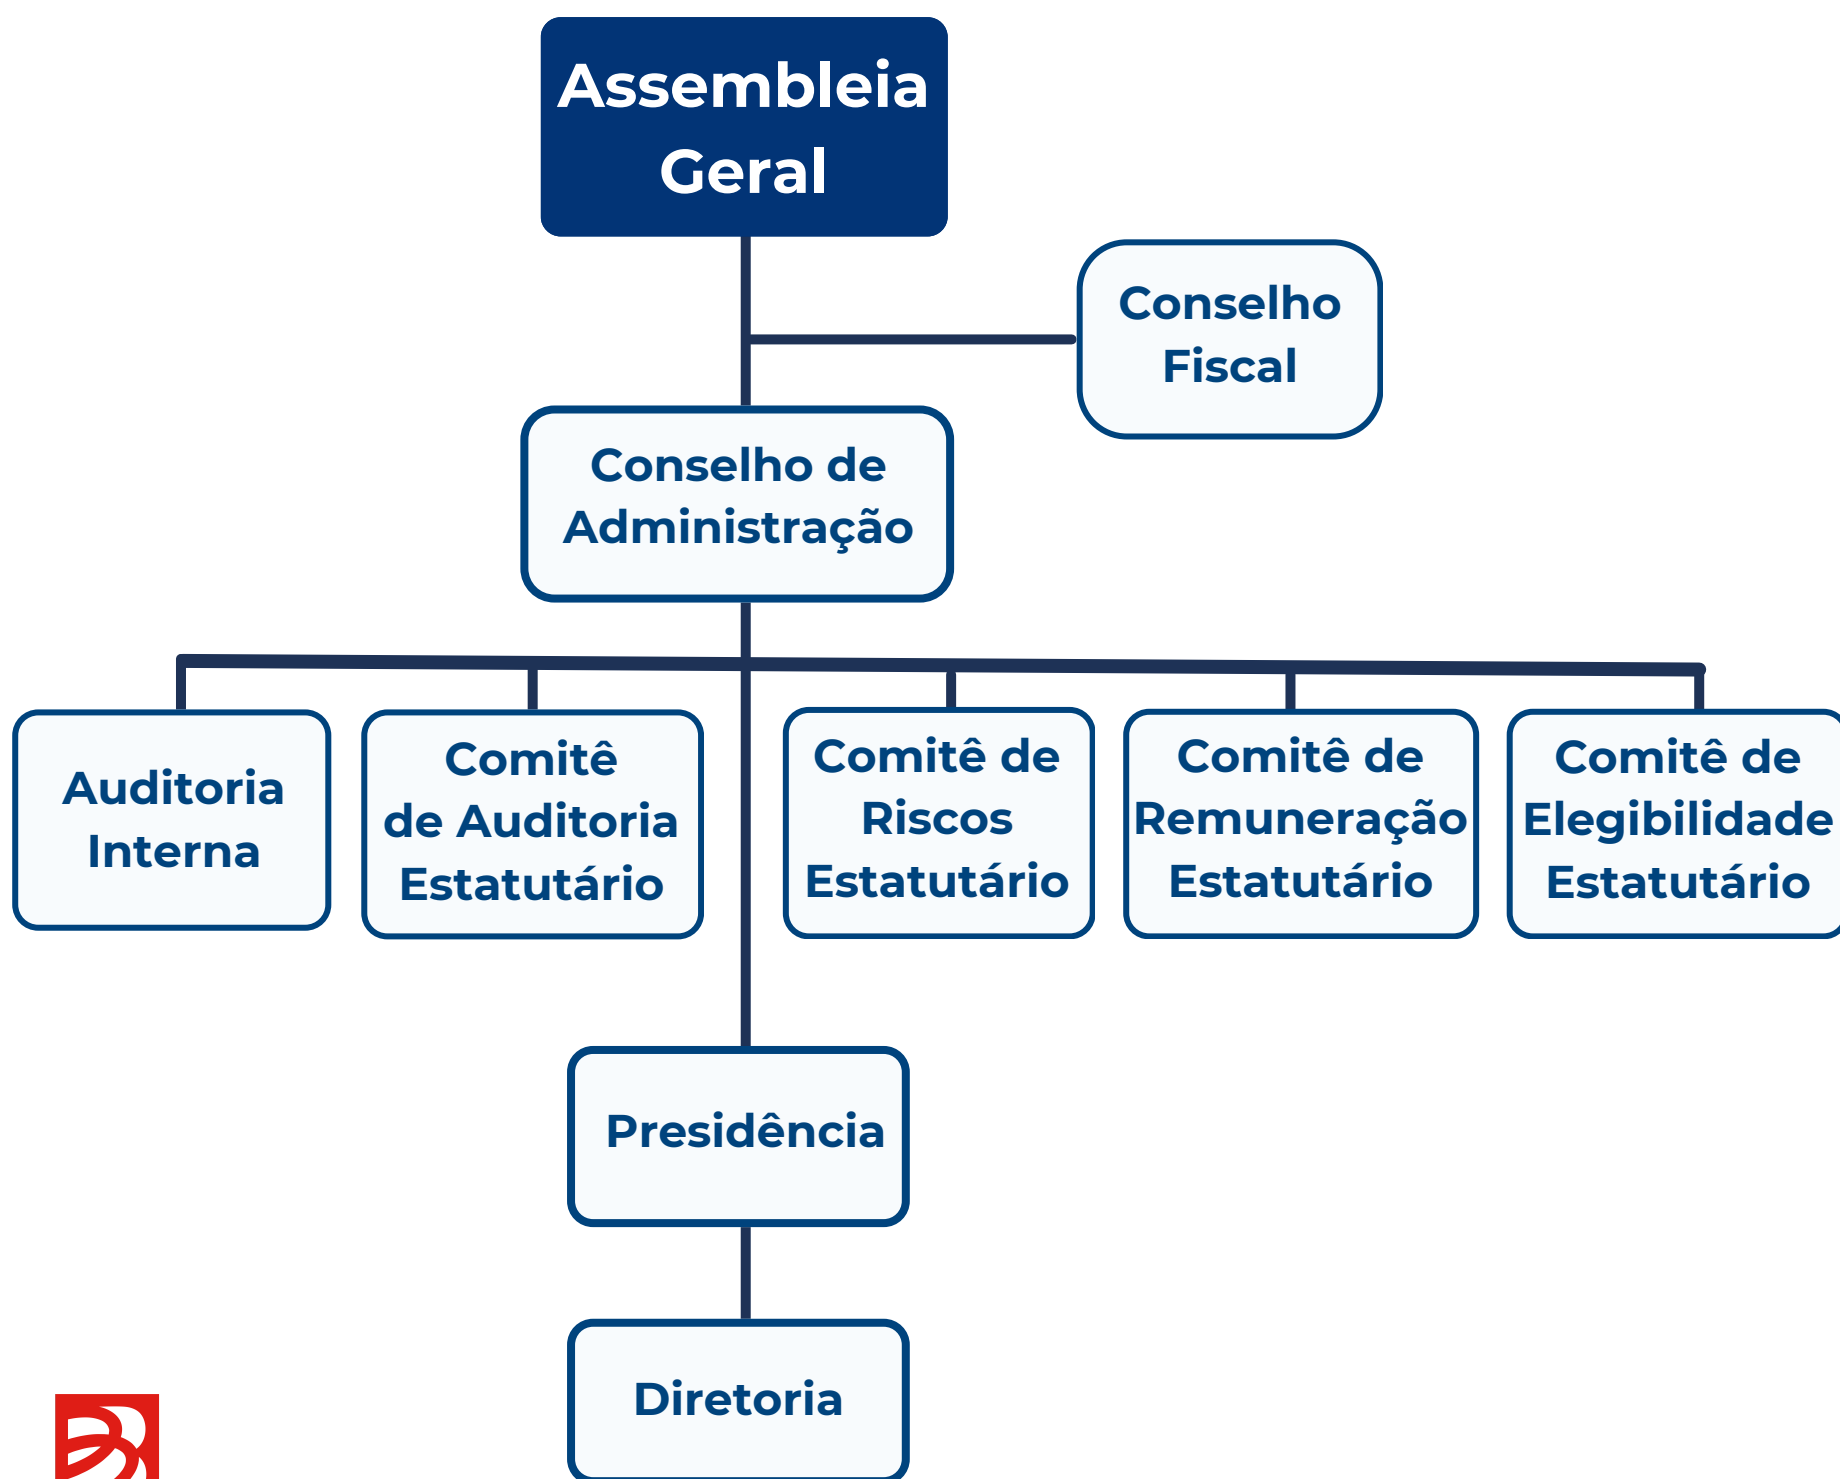 Assembleia
Geral
Conselho
Fiscal
Conselho de
Administração
Auditoria
Interna
Comitê
de Auditoria
Estatutário
Comitê de
Riscos
Estatutário
Comitê de
Remuneração
Estatutário
Comitê de
Elegibilidade
Estatutário
Presidência
Diretoria